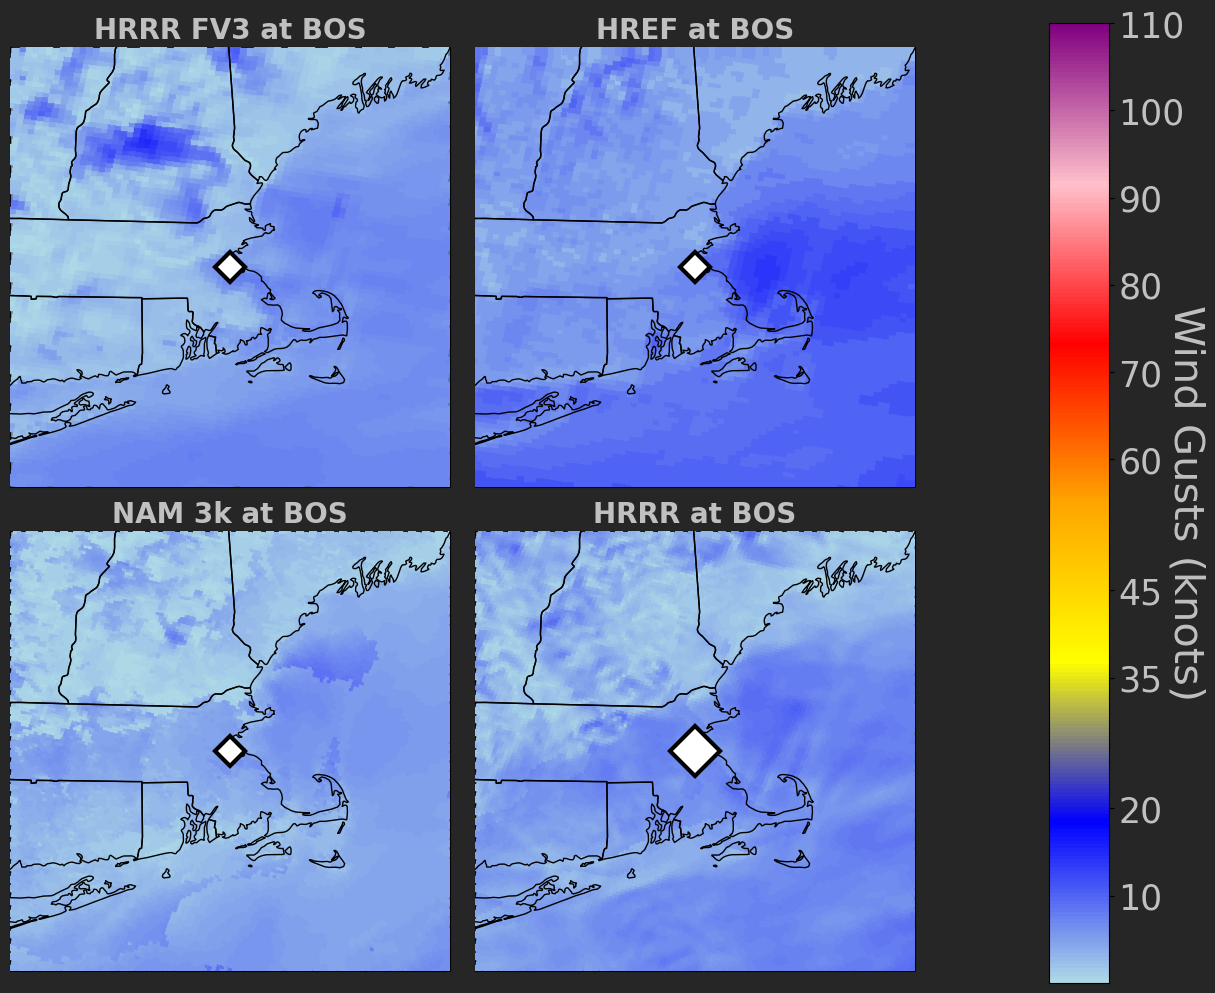 HRRR FV3 at BOS
HREF at BOS
NAM 3k at BOS
HRRR at BOS
110
100
90
80
70
60
45
35
20
10
Wind Gusts (knots)